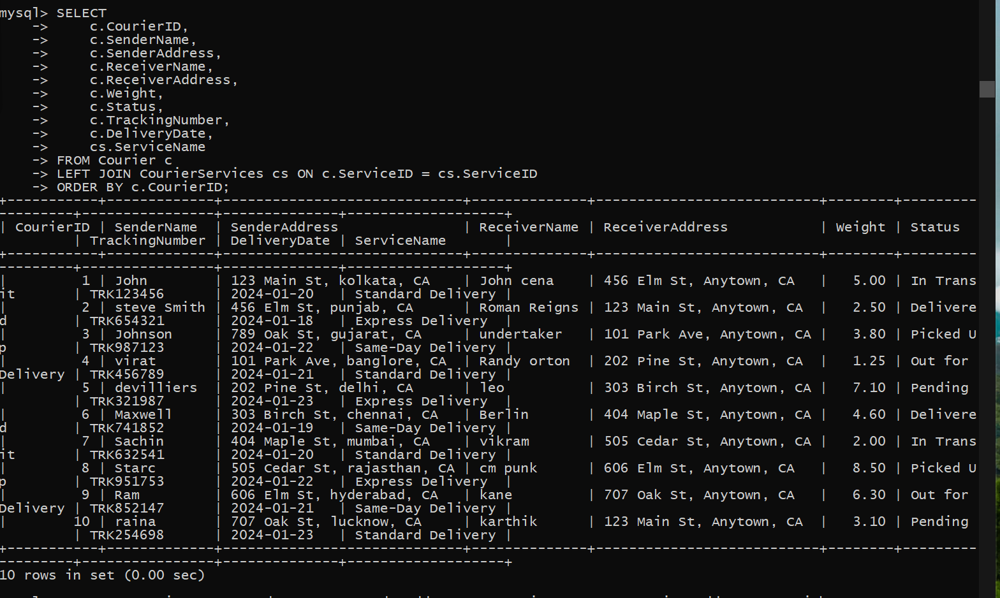 mysql> SELECT
    ->     c.CourierID,
    ->     c.SenderName,
    ->     c.SenderAddress,
    ->     c.ReceiverName,
    ->     c.ReceiverAddress,
    ->     c.Weight,
    ->     c.Status,
    ->     c.TrackingNumber,
    ->     c.DeliveryDate,
    ->     cs.ServiceName
    -> FROM Courier c
    -> LEFT JOIN CourierServices cs ON c.ServiceID = cs.ServiceID
    -> ORDER BY c.CourierID;
+-----------+-------------+-----------------------------+--------------+---------------------------+--------+---------
---------+--------------+--------------+-------------------+
| CourierID | SenderName  | SenderAddress               | ReceiverName | ReceiverAddress           | Weight | Status
         | TrackingNumber | DeliveryDate | ServiceName       |
+-----------+-------------+-----------------------------+--------------+---------------------------+--------+---------
---------+--------------+--------------+-------------------+
|         1 | John        | 123 Main St, kolkata, CA    | John cena    | 456 Elm St, Anytown, CA   |   5.00 | In Trans
it       | TRK123456      | 2024-01-20   | Standard Delivery |
|         2 | steve Smith | 456 Elm St, punjab, CA      | Roman Reigns | 123 Main St, Anytown, CA  |   2.50 | Delivere
d        | TRK654321      | 2024-01-18   | Express Delivery  |
|         3 | Johnson     | 789 Oak St, gujarat, CA     | undertaker   | 101 Park Ave, Anytown, CA |   3.80 | Picked U
p        | TRK987123      | 2024-01-22   | Same-Day Delivery |
|         4 | virat       | 101 Park Ave, banglore, CA  | Randy orton  | 202 Pine St, Anytown, CA  |   1.25 | Out for
Delivery | TRK456789      | 2024-01-21   | Standard Delivery |
|         5 | devilliers  | 202 Pine St, delhi, CA      | leo          | 303 Birch St, Anytown, CA |   7.10 | Pending
         | TRK321987      | 2024-01-23   | Express Delivery  |
|         6 | Maxwell     | 303 Birch St, chennai, CA   | Berlin       | 404 Maple St, Anytown, CA |   4.60 | Delivere
d        | TRK741852      | 2024-01-19   | Same-Day Delivery |
|         7 | Sachin      | 404 Maple St, mumbai, CA    | vikram       | 505 Cedar St, Anytown, CA |   2.00 | In Trans
it       | TRK632541      | 2024-01-20   | Standard Delivery |
|         8 | Starc       | 505 Cedar St, rajasthan, CA | cm punk      | 606 Elm St, Anytown, CA   |   8.50 | Picked U
p        | TRK951753      | 2024-01-22   | Express Delivery  |
|         9 | Ram         | 606 Elm St, hyderabad, CA   | kane         | 707 Oak St, Anytown, CA   |   6.30 | Out for
Delivery | TRK852147      | 2024-01-21   | Same-Day Delivery |
|        10 | raina       | 707 Oak St, lucknow, CA     | karthik      | 123 Main St, Anytown, CA  |   3.10 | Pending
         | TRK254698      | 2024-01-23   | Standard Delivery |
+-----------+-------------+-----------------------------+--------------+---------------------------+--------+---------
---------+--------------+--------------+-------------------+
10 rows in set (0.00 sec)